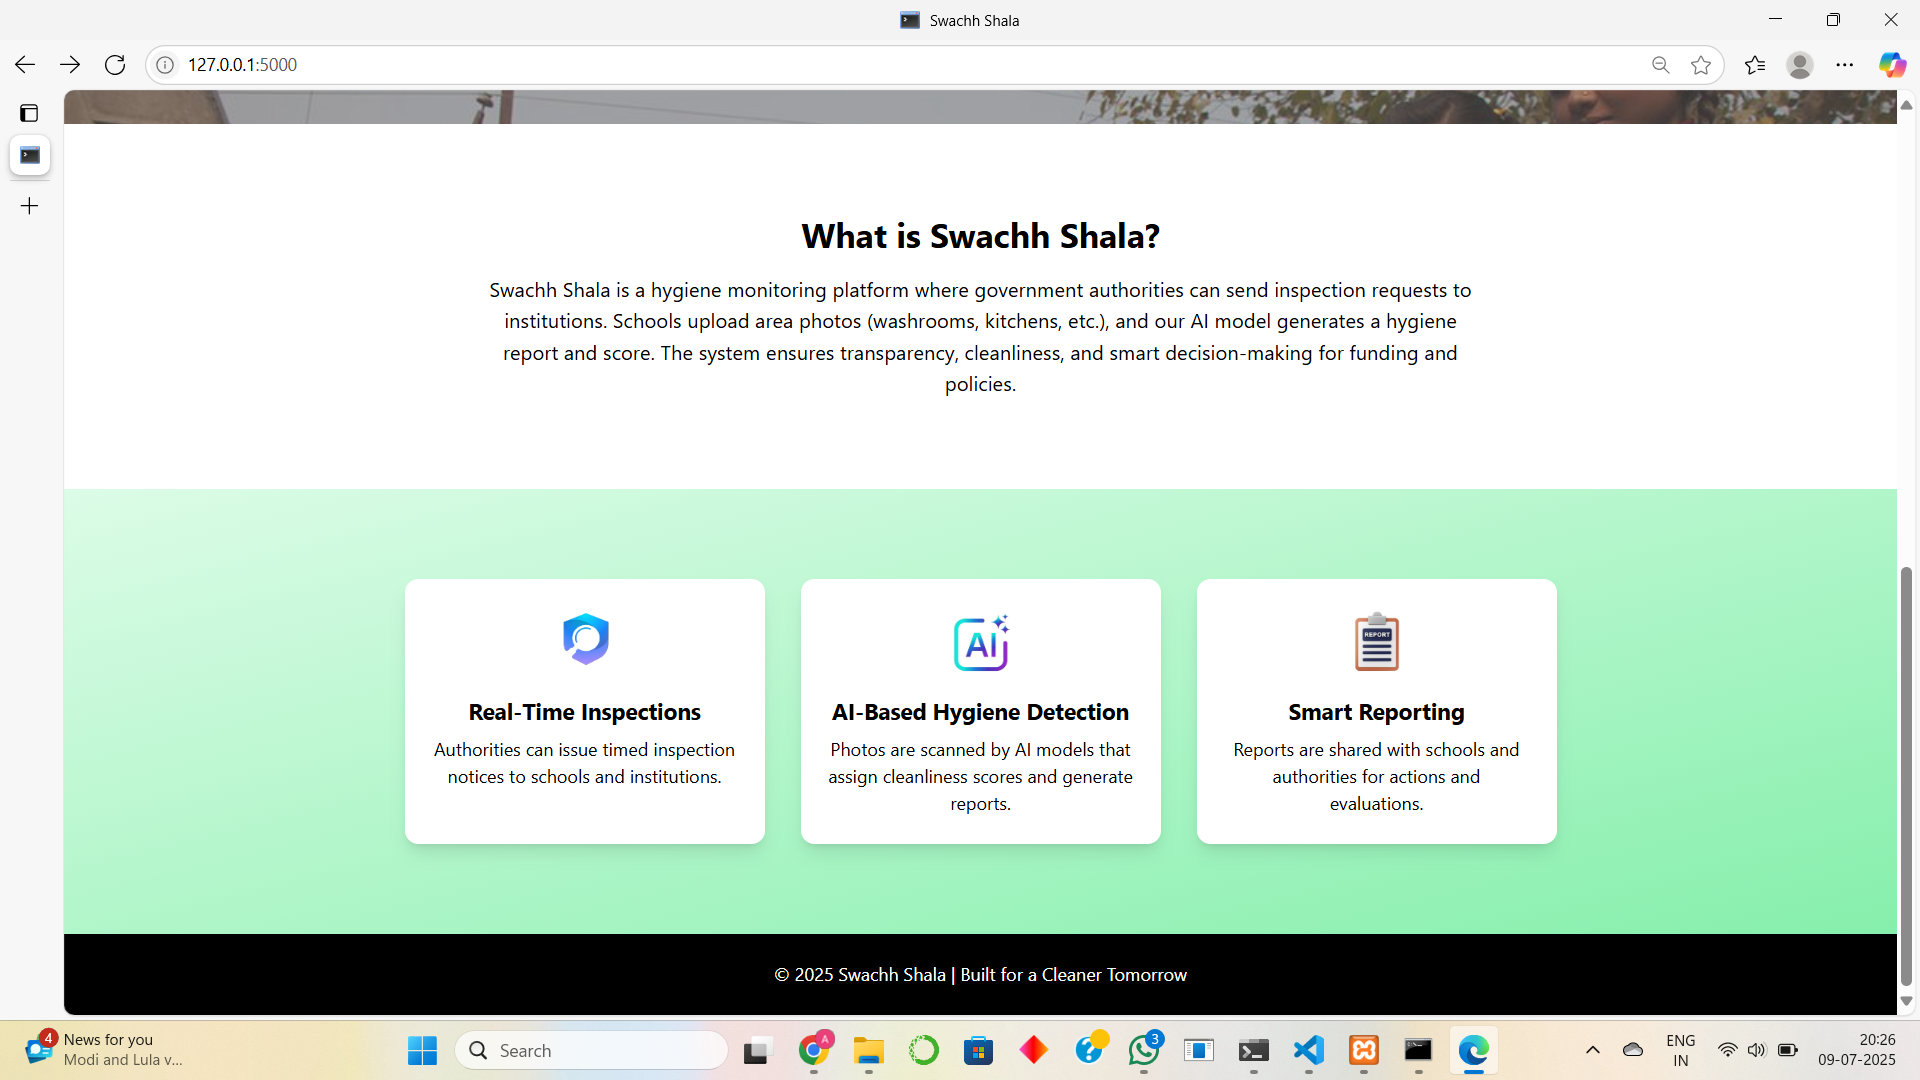 Swachh Shala
127.0.0.1:5000
What is Swachh Shala?
Swachh Shala is a hygiene monitoring platform where government authorities can send inspection requests to
institutions. Schools upload area photos (washrooms, kitchens, etc.), and our AI model generates a hygiene
report and score. The system ensures transparency, cleanliness, and smart decision-making for funding and
policies.
AI
REPORT
Real-Time Inspections
Authorities can issue timed inspection
notices to schools and institutions.
AI-Based Hygiene Detection
Photos are scanned by AI models that
assign cleanliness scores and generate
reports.
Smart Reporting
Reports are shared with schools and
authorities for actions and
evaluations.
© 2025 Swachh Shala | Built for a Cleaner Tomorrow
4
News for you
Modi and Lula v...
Search
A
3
ENG
IN
20:26
09-07-2025